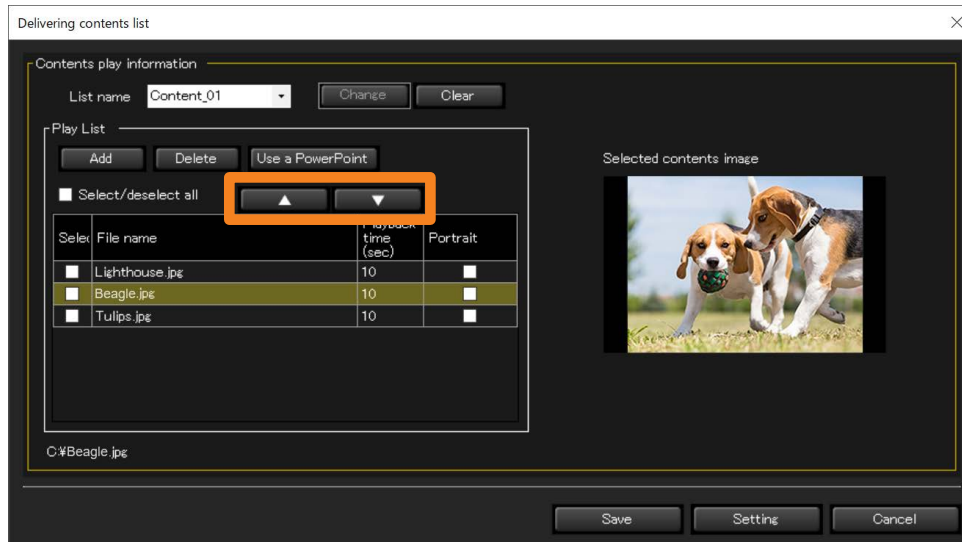 Delivering contents list
Contents play information
List name Content_01 Change Clear
Play List
Add Delete Use a PowerPoint
Selected contents image
Select/deselect all ▲ ▼
Selec File name Playback time (sec) Portrait
Lighthouse.jpg 10
Beagle.jpg 10
Tulips.jpg 10
C:¥Beagle.jpg
Save Setting Cancel